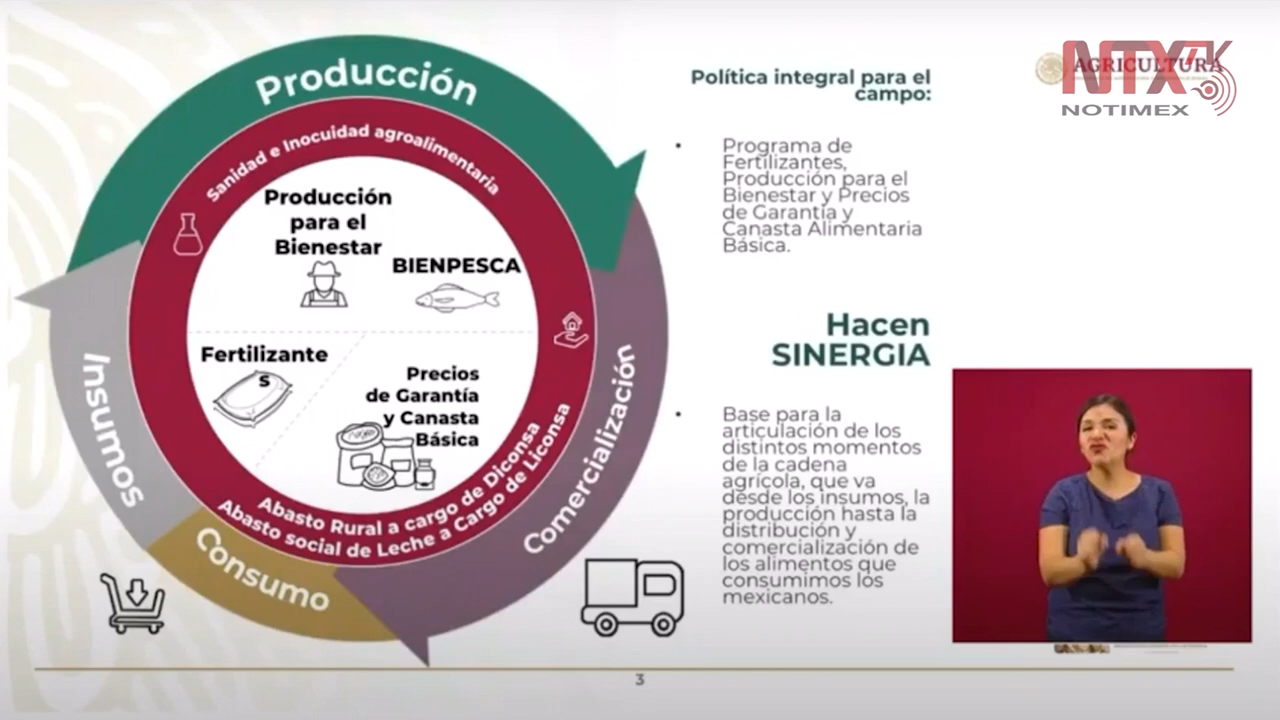 Producción
Sanidad e Inocuidad agroalimentaria
Producción
para el
Bienestar
BIENPESCA
Fertilizante
s
Precios
de Garantía
y Canasta
Básica
Abasto Rural a cargo de Diconsa
Abasto social de Leche a Cargo de Liconsa
Insumos
Consumo
Comercialización
Política integral para el
campo:
• Programa de
Fertilizantes,
Producción para el
Bienestar y Precios
de Garantía y
Canasta Alimentaria
Básica.
Hacen
SINERGIA
• Base para la
articulación de los
distintos momentos
de la cadena
agrícola, que va
desde los insumos, la
producción hasta la
distribución y
comercialización de
los alimentos que
consumimos los
mexicanos.
AGRICULTURA
NTX
NOTIMEX
3